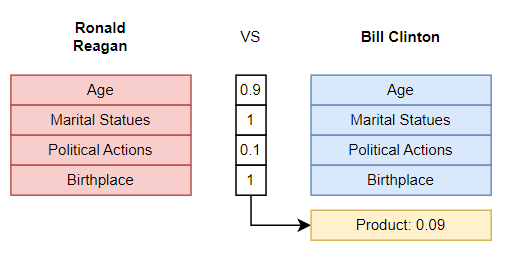 Ronald
Reagan
VS
Bill Clinton
Age
0.9
Age
Marital Statues
1
Marital Statues
Political Actions
0.1
Political Actions
Birthplace
1
Birthplace
Product: 0.09